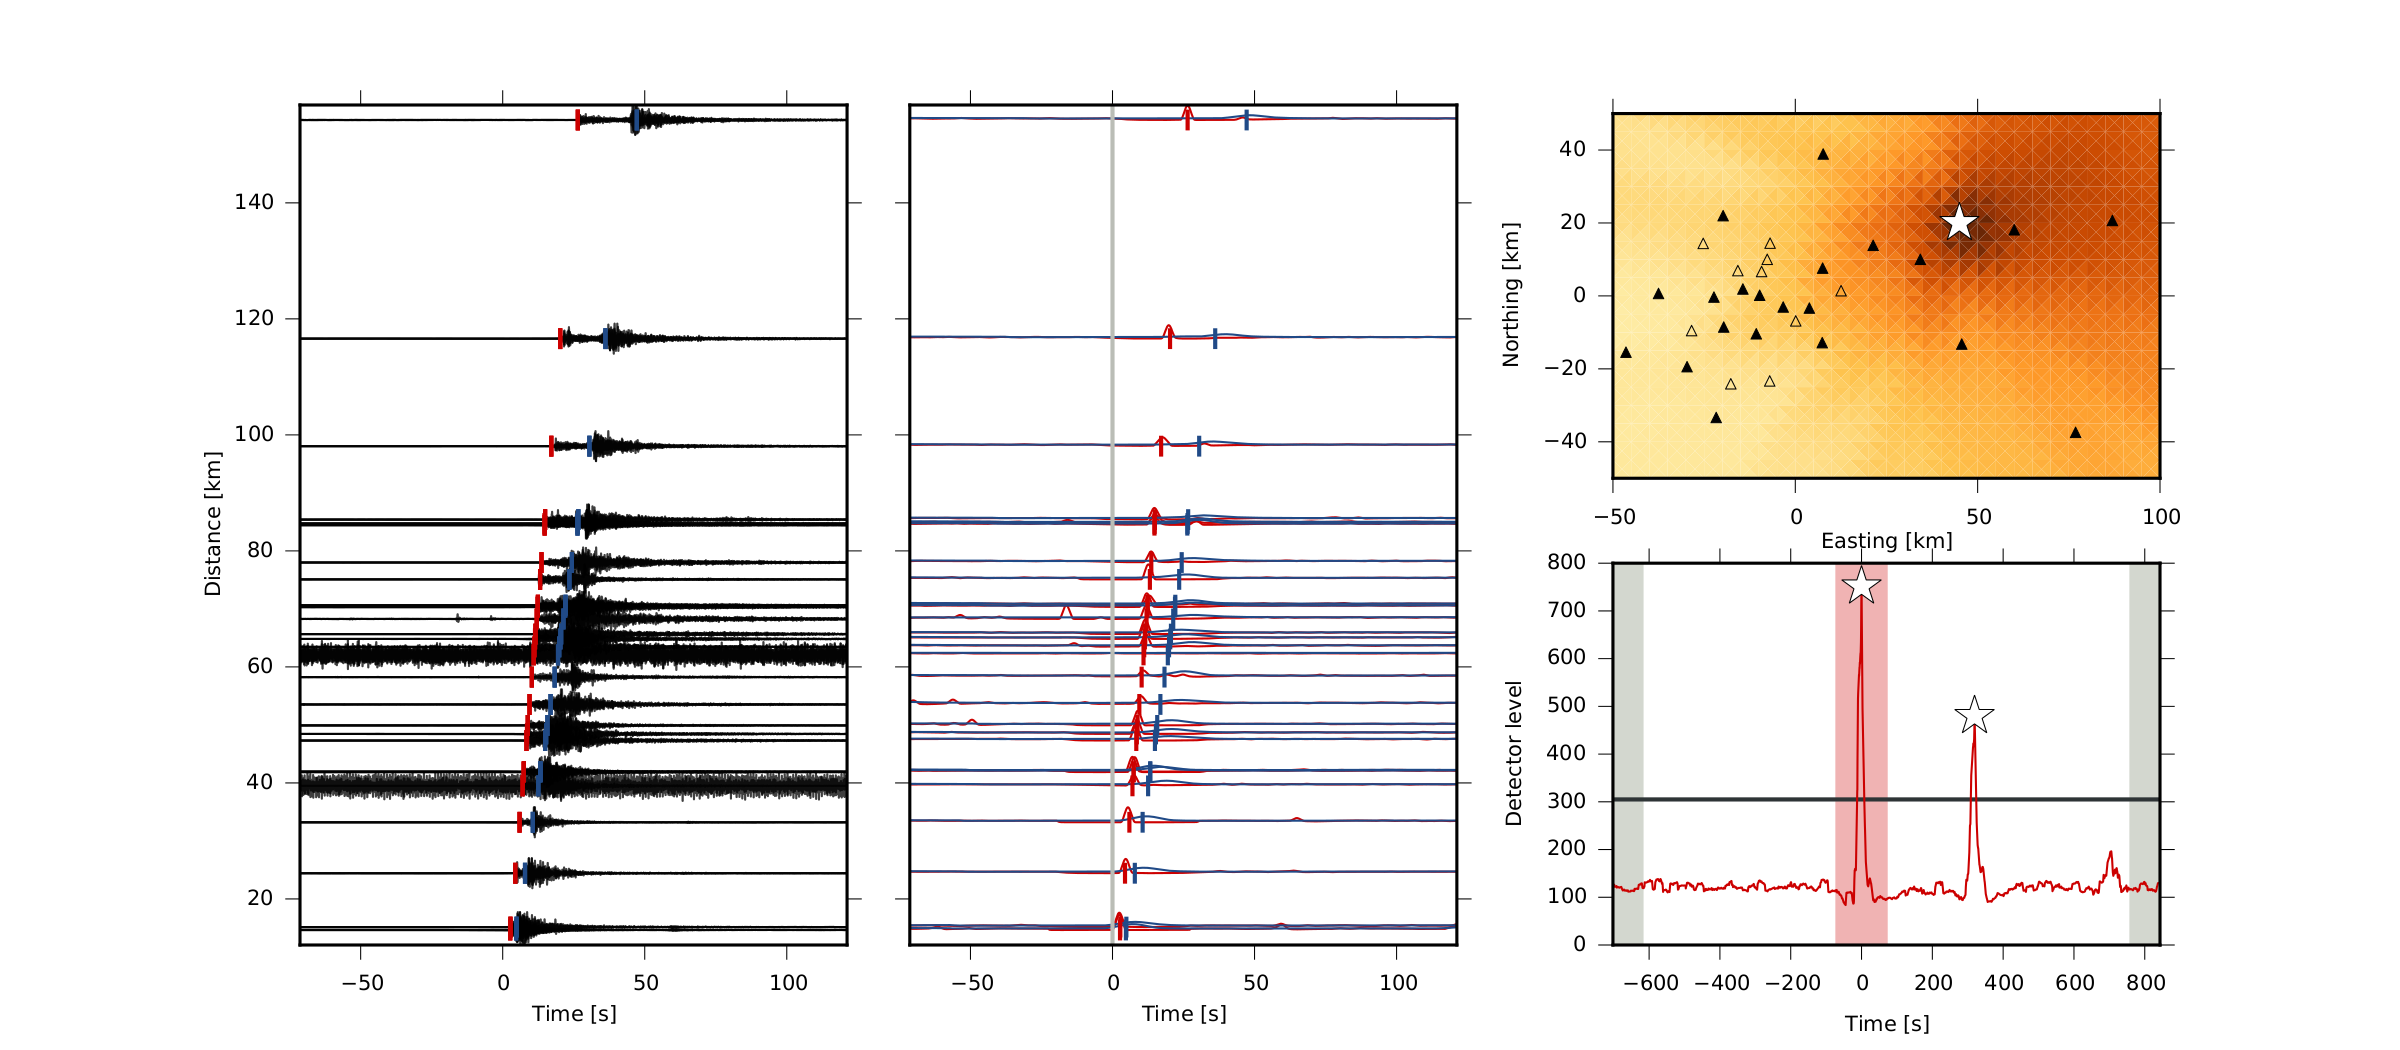 Distance [km]
140
120
100
80
60
40
20
−50 0 50 100
Time [s]
−50 0 50 100
Time [s]
Northing [km]
40
20
0
−20
−40
−50 0 50 100
Easting [km]
Detector level
800
700
600
500
400
300
200
100
0
−600 −400 −200 0 200 400 600 800
Time [s]